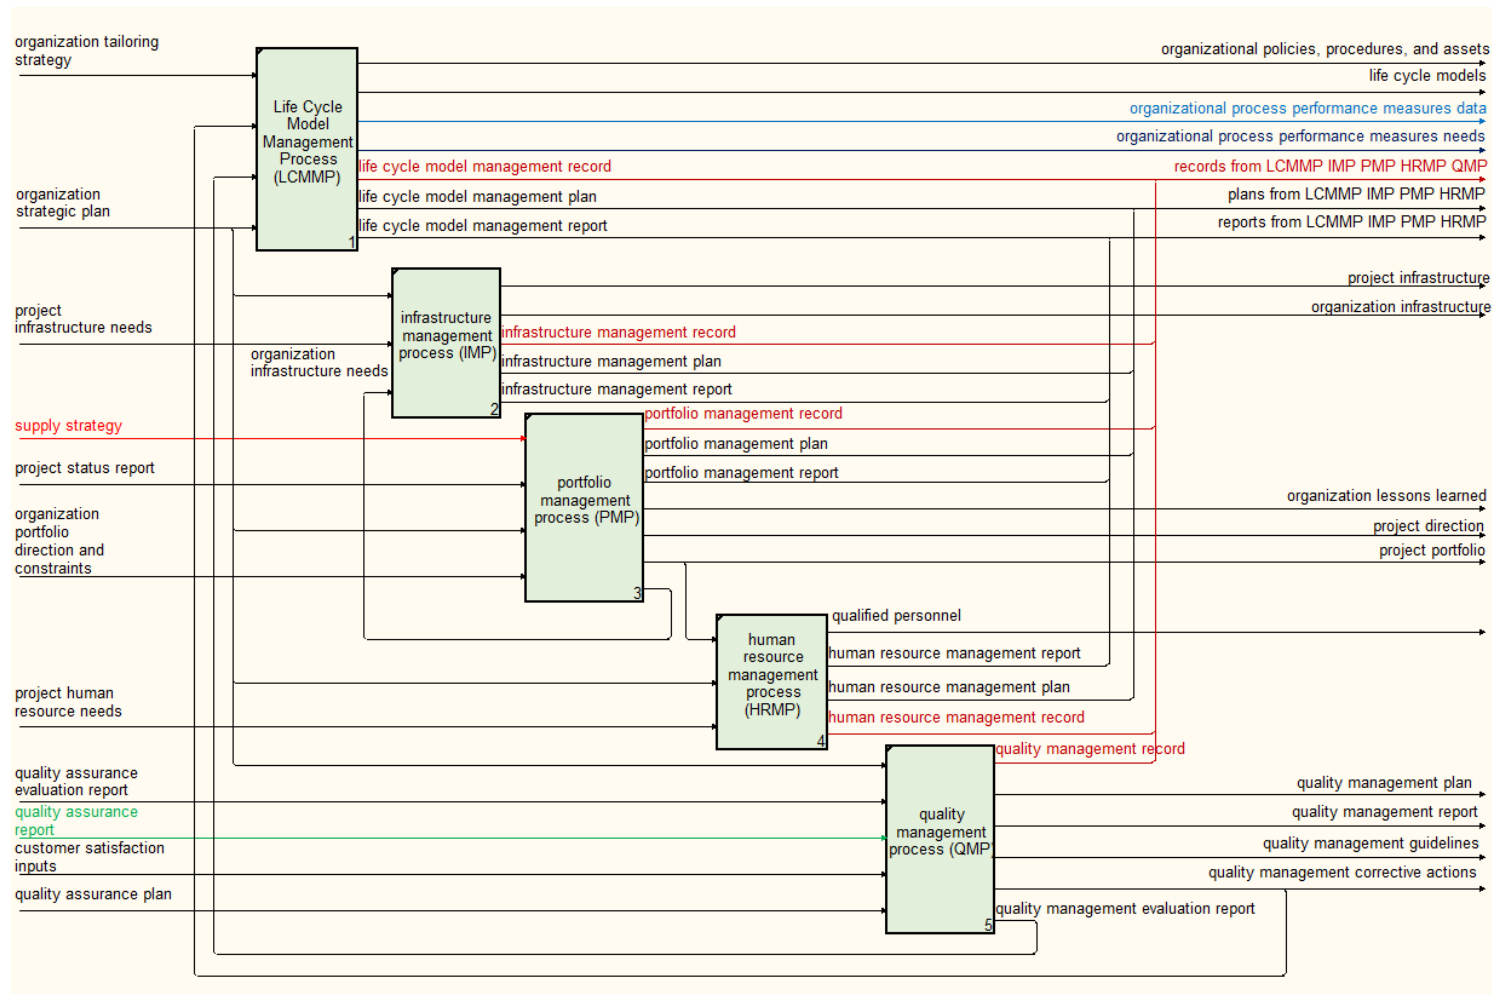 organization tailoring
strategy
organizational policies, procedures, and assets
life cycle models
organizational process performance measures data
organizational process performance measures needs
Life Cycle
Model
Management
Process
(LCMMP)
1
life cycle model management record
records from LCMMP IMP PMP HRMP QMP
life cycle model management plan
plans from LCMMP IMP PMP HRMP
life cycle model management report
reports from LCMMP IMP PMP HRMP
organization
strategic plan
project
infrastructure needs
organization
infrastructure needs
infrastructure
management
process (IMP)
2
project infrastructure
organization infrastructure
infrastructure management record
infrastructure management plan
infrastructure management report
supply strategy
project status report
organization
portfolio
direction and
constraints
portfolio
management
process (PMP)
3
portfolio management record
portfolio management plan
portfolio management report
organization lessons learned
project direction
project portfolio
project human
resource needs
human
resource
management
process
(HRMP)
4
qualified personnel
human resource management report
human resource management plan
human resource management record
quality assurance
evaluation report
quality assurance
report
customer satisfaction
inputs
quality assurance plan
quality
management
process (QMP)
5
quality management record
quality management plan
quality management report
quality management guidelines
quality management corrective actions
quality management evaluation report